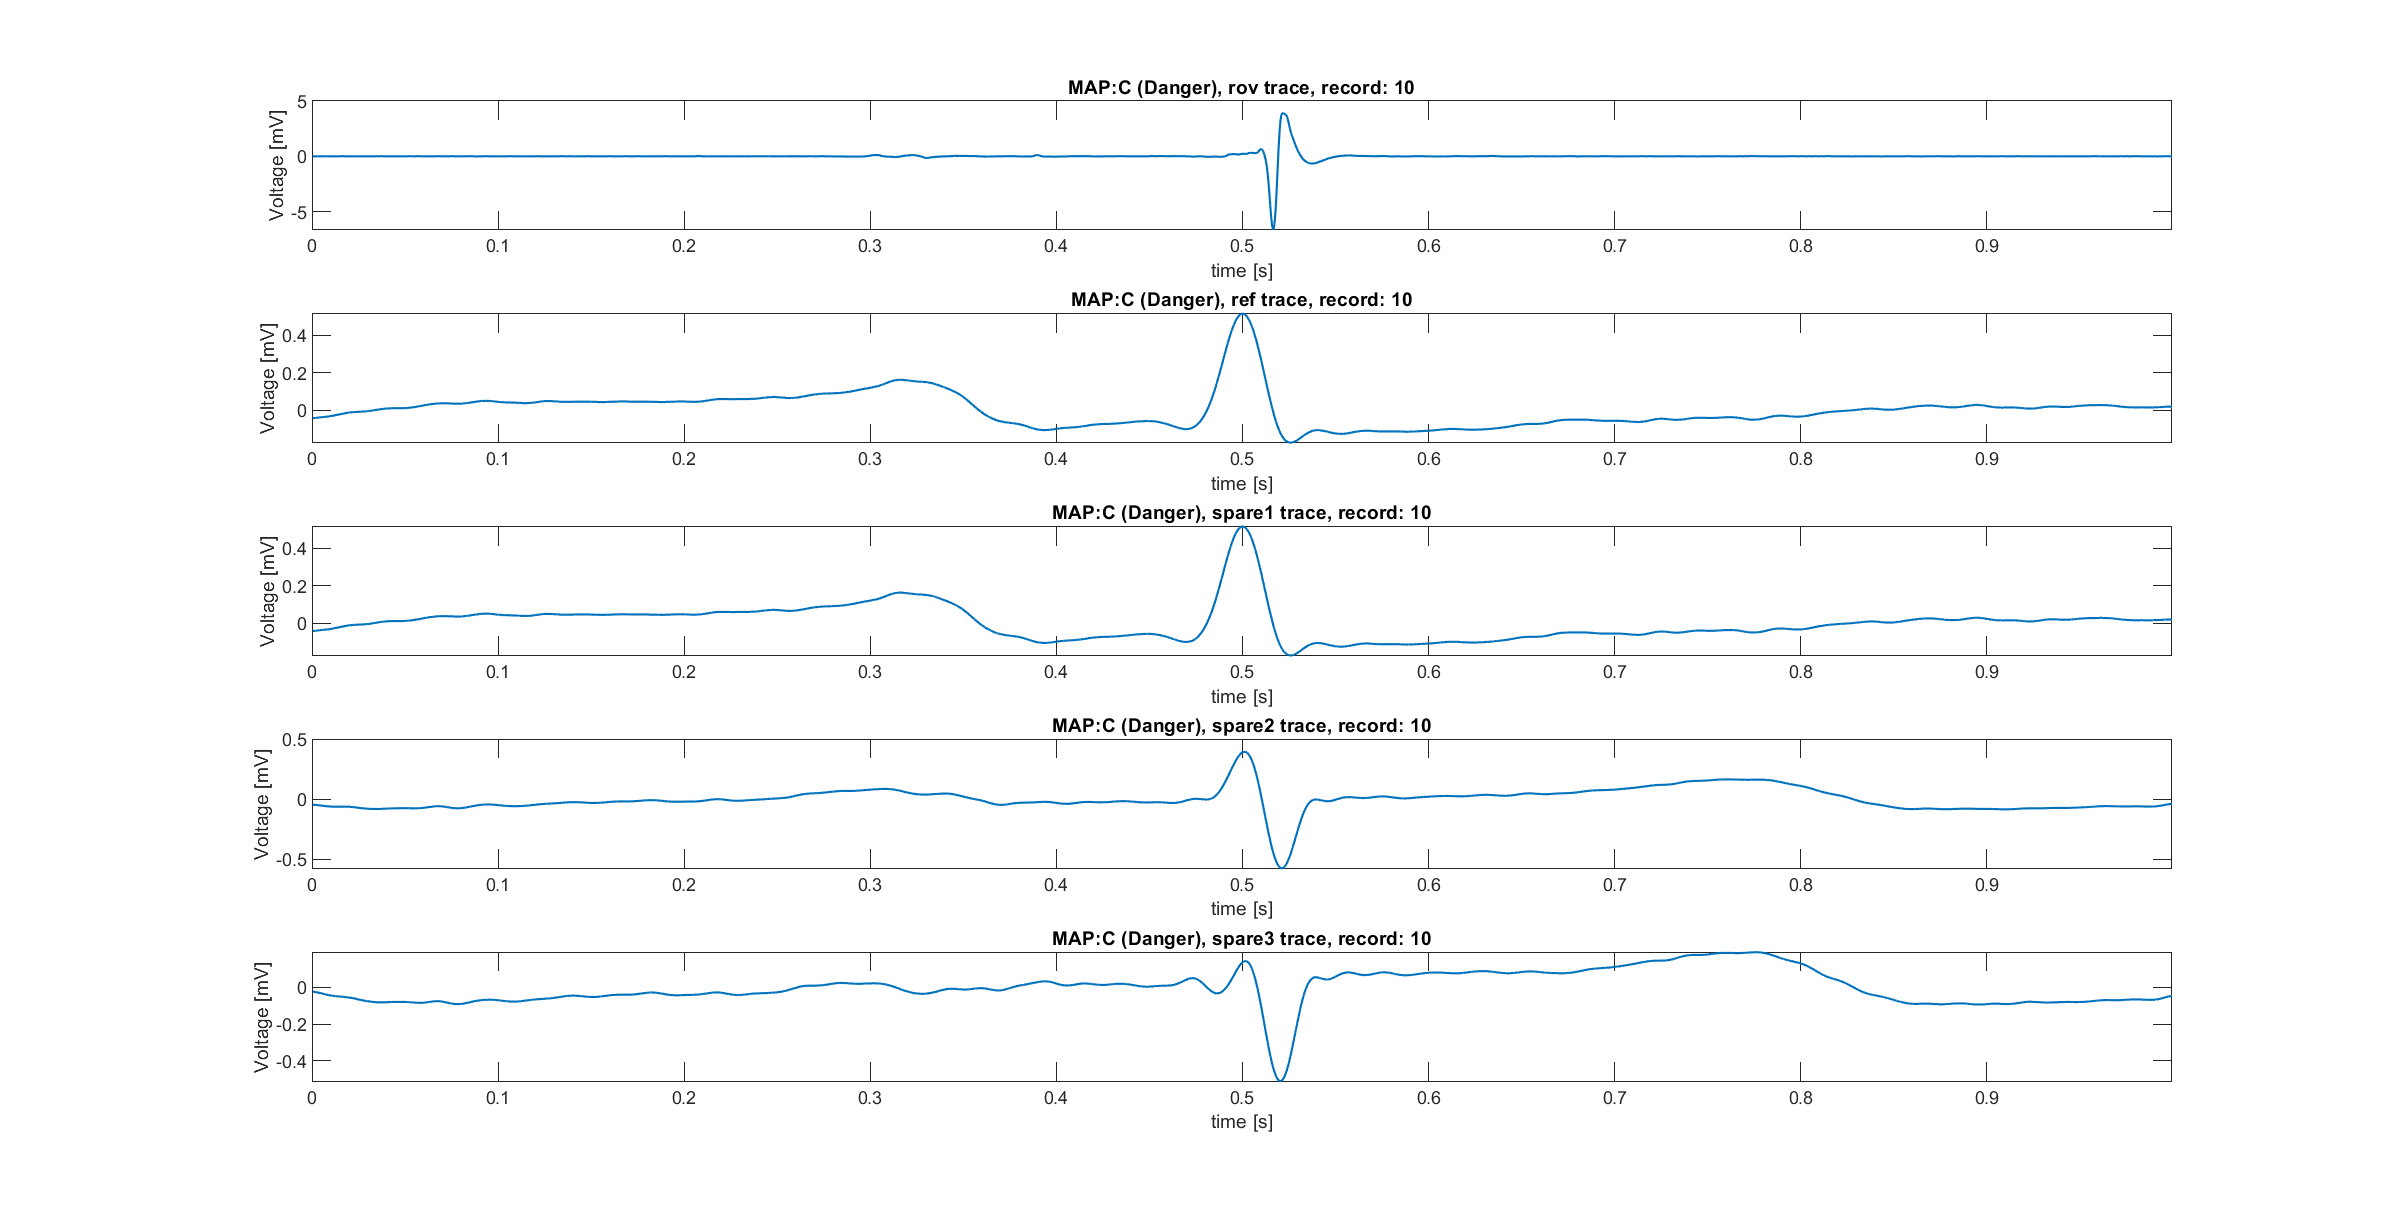 MAP:C (Danger), rov trace, record: 10
Voltage [mV]
5
0
-5
0 0.1 0.2 0.3 0.4 0.5 0.6 0.7 0.8 0.9
time [s]
MAP:C (Danger), ref trace, record: 10
Voltage [mV]
0.4
0.2
0
0 0.1 0.2 0.3 0.4 0.5 0.6 0.7 0.8 0.9
time [s]
MAP:C (Danger), spare1 trace, record: 10
Voltage [mV]
0.4
0.2
0
0 0.1 0.2 0.3 0.4 0.5 0.6 0.7 0.8 0.9
time [s]
MAP:C (Danger), spare2 trace, record: 10
Voltage [mV]
0.5
0
-0.5
0 0.1 0.2 0.3 0.4 0.5 0.6 0.7 0.8 0.9
time [s]
MAP:C (Danger), spare3 trace, record: 10
Voltage [mV]
0
-0.2
-0.4
0 0.1 0.2 0.3 0.4 0.5 0.6 0.7 0.8 0.9
time [s]